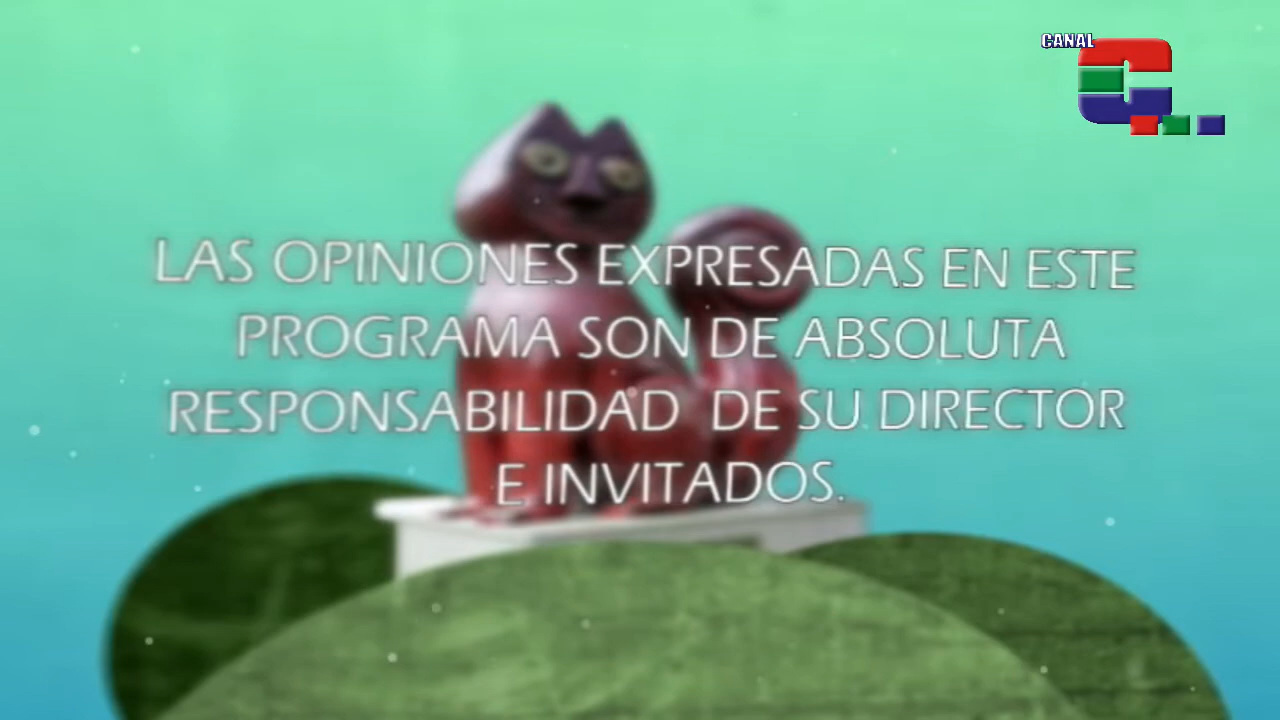 CANAL
C
LAS OPINIONES EXPRESADAS EN ESTE
PROGRAMA SON DE ABSOLUTA
RESPONSABILIDAD DE SU DIRECTOR
E INVITADOS.